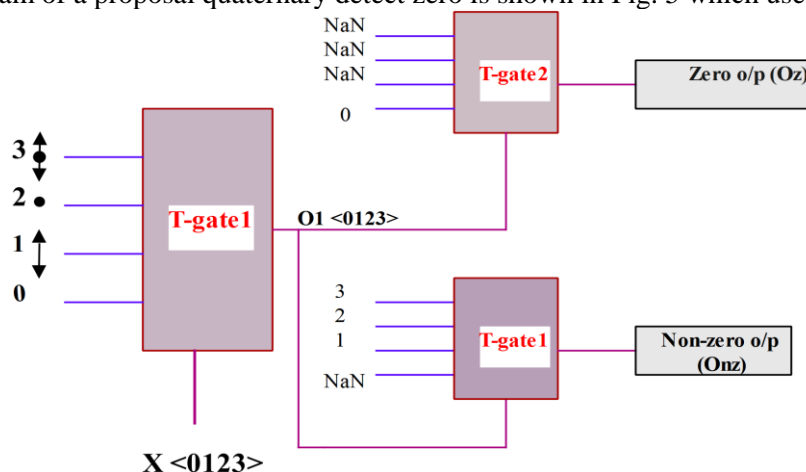 am of a proposal quaternary detect zero is shown in Fig. 3 which use
NaN
NaN
NaN
0
T-gate2
Zero o/p (Oz)
3
2
1
0
T-gate1
O1 <0123>
3
2
1
NaN
T-gate1
Non-zero o/p
(Onz)
X <0123>